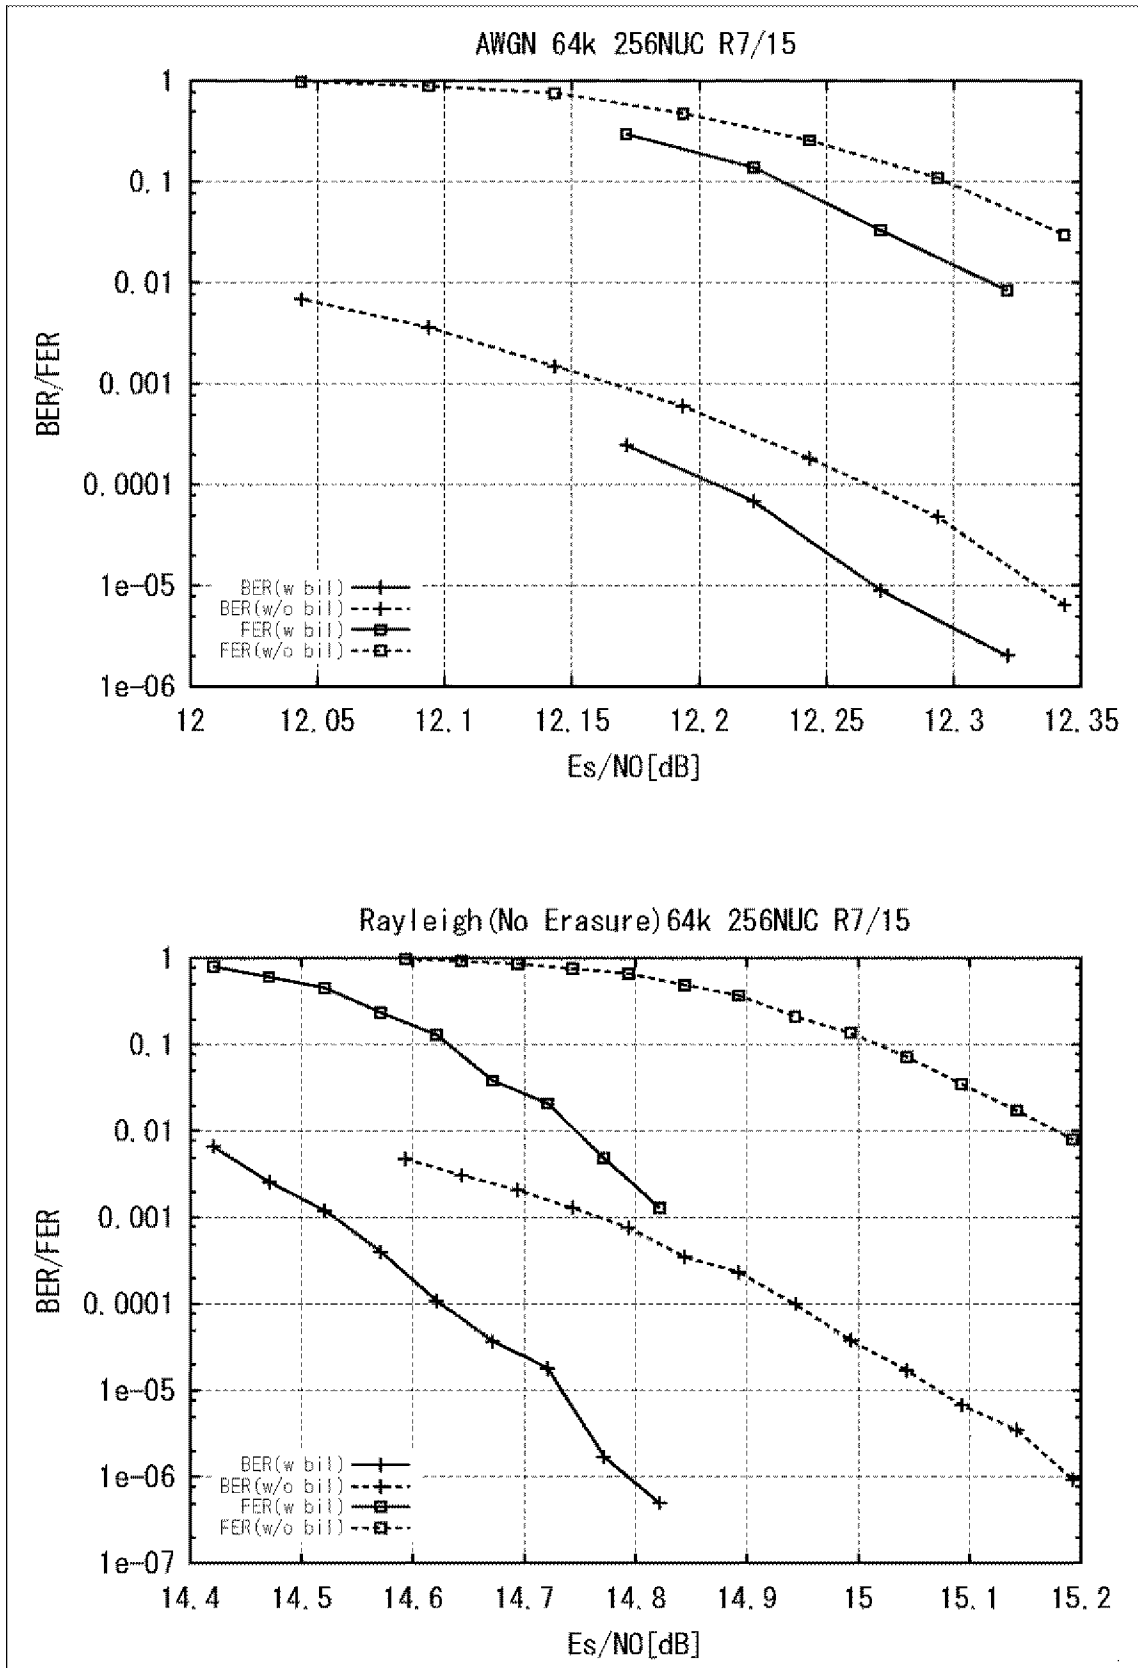 AWGN 64k 256NUC R7/15
1
0.1
0.01
0.001
0.0001
1e-05
1e-06
BER/FER
BER(w bil)
BER(w/o bil)
FER(w bil)
FER(w/o bil)
12 12.05 12.1 12.15 12.2 12.25 12.3 12.35
Es/N0[dB]
Rayleigh(No Erasure)64k 256NUC R7/15
1
0.1
0.01
0.001
0.0001
1e-05
1e-06
1e-07
BER/FER
BER(w bil)
BER(w/o bil)
FER(w bil)
FER(w/o bil)
14.4 14.5 14.6 14.7 14.8 14.9 15 15.1 15.2
Es/N0[dB]